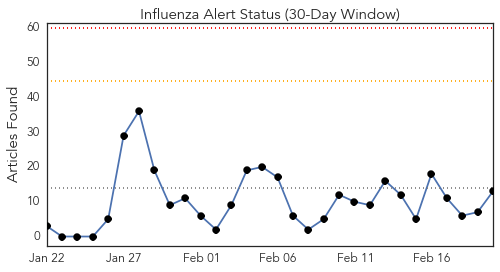 Influenza Alert Status (30-Day Window)
Articles Found
60
50
40
30
20
10
0
Jan 22 Jan 27 Feb 01 Feb 06 Feb 11 Feb 16